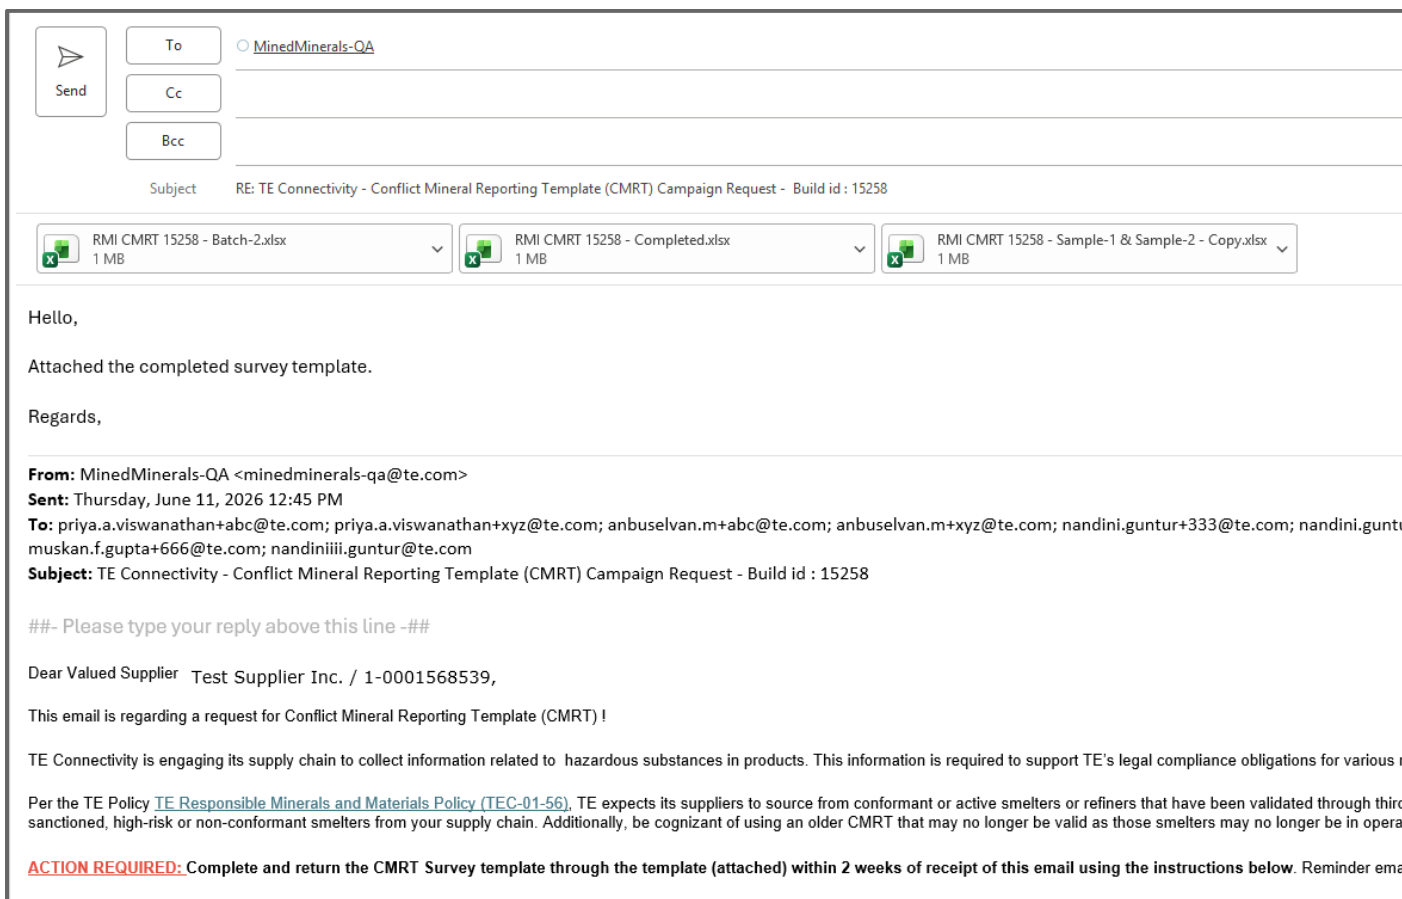 To
MinedMinerals-QA
Send
Cc
Bcc
Subject RE: TE Connectivity - Conflict Mineral Reporting Template (CMRT) Campaign Request - Build id : 15258
RMI CMRT 15258 - Batch-2.xlsx
1 MB
RMI CMRT 15258 - Completed.xlsx
1 MB
RMI CMRT 15258 - Sample-1 & Sample-2 - Copy.xlsx
1 MB
Hello,
Attached the completed survey template.
Regards,
From: MinedMinerals-QA <minedminerals-qa@te.com>
Sent: Thursday, June 11, 2026 12:45 PM
To: priya.a.viswanathan+abc@te.com; priya.a.viswanathan+xyz@te.com; anbuselvan.m+abc@te.com; anbuselvan.m+xyz@te.com; nandini.guntur+333@te.com;
muskan.f.gupta+666@te.com; nandiniiii.guntur@te.com
Subject: TE Connectivity - Conflict Mineral Reporting Template (CMRT) Campaign Request - Build id : 15258
##- Please type your reply above this line -##
Dear Valued Supplier Test Supplier Inc. / 1-0001568539,
This email is regarding a request for Conflict Mineral Reporting Template (CMRT) !
TE Connectivity is engaging its supply chain to collect information related to hazardous substances in products. This information is required to support TE's legal compliance obligations for various
Per the TE Policy TE Responsible Minerals and Materials Policy (TEC-01-56), TE expects its suppliers to source from conformant or active smelters or refiners that have been validated through
sanctioned, high-risk or non-conformant smelters from your supply chain. Additionally, be cognizant of using an older CMRT that may no longer be valid as those smelters may no longer be in
ACTION REQUIRED: Complete and return the CMRT Survey template through the template (attached) within 2 weeks of receipt of this email using the instructions below. Reminder